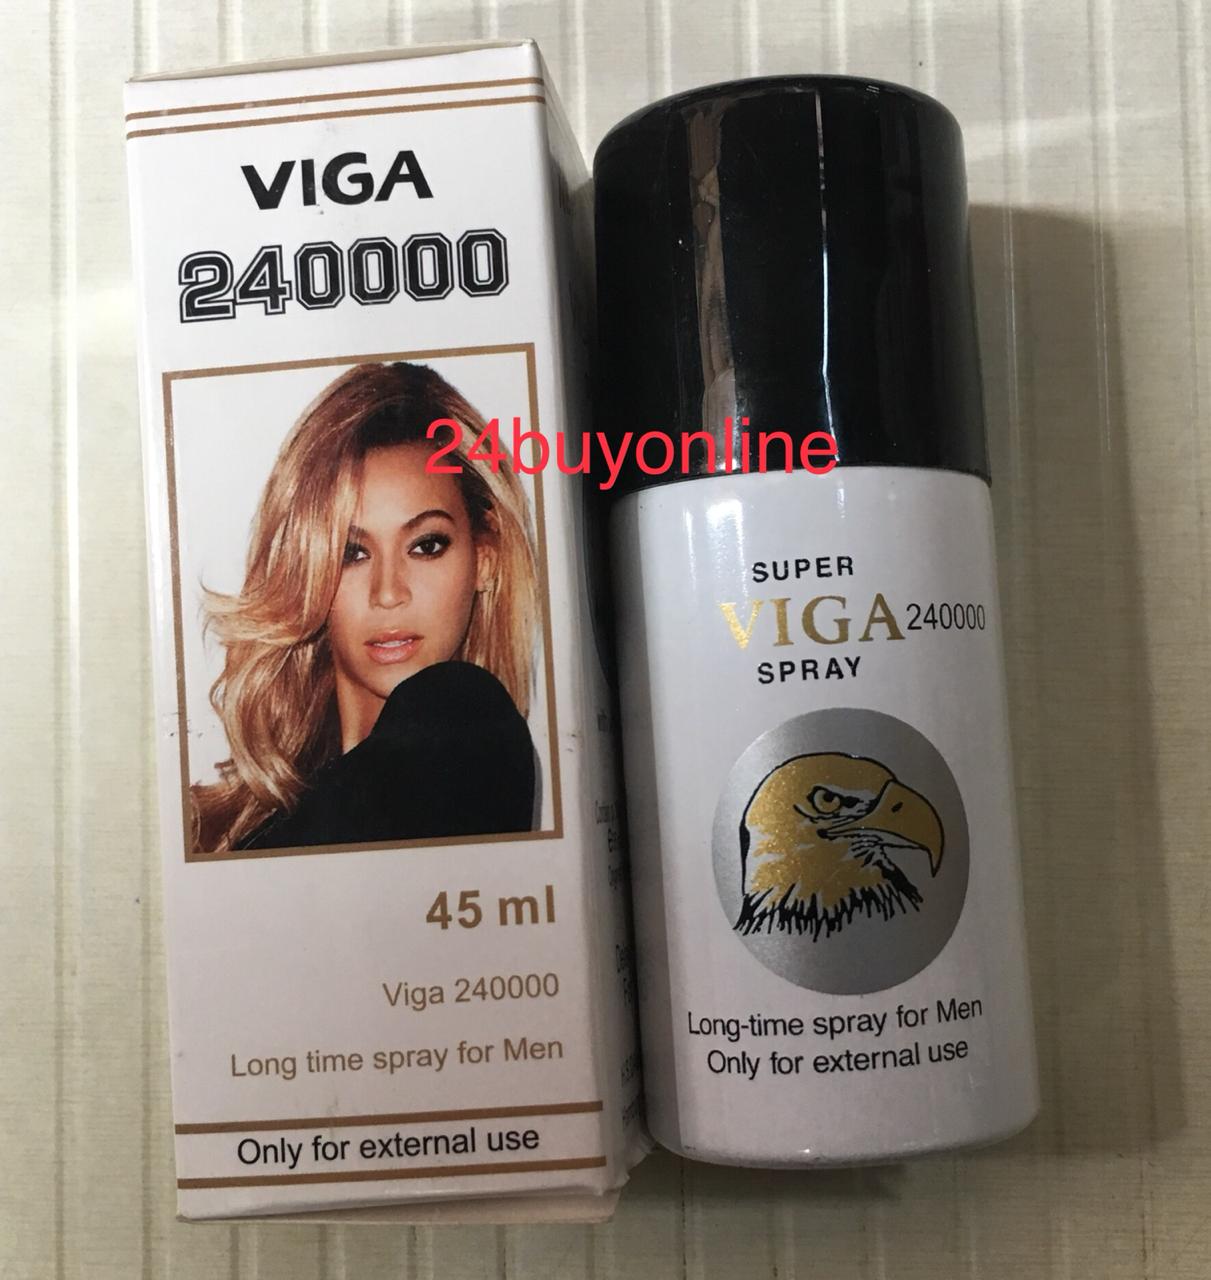 VIGA
240000
45 ml
Viga 240000
Long time spray for Men
Only for external use
24buyonline
SUPER
VIGA 240000
SPRAY
Long-time spray for Men
Only for external use